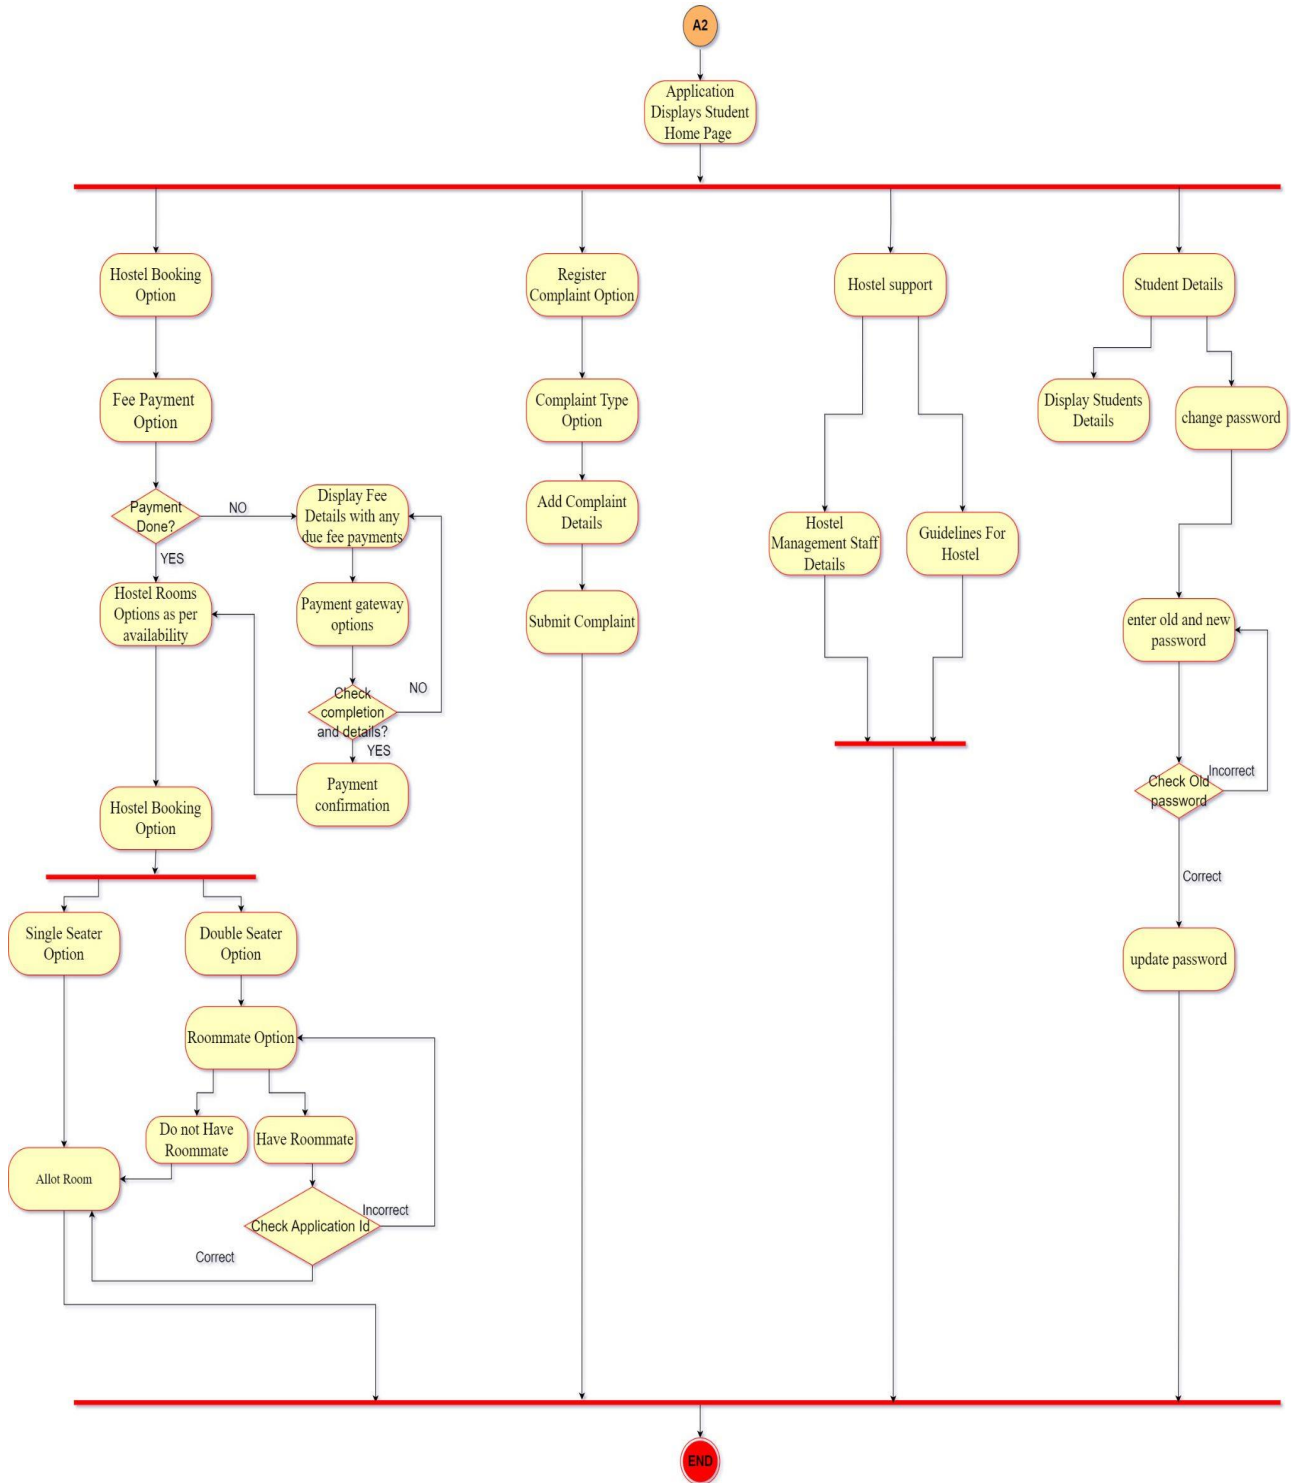 A2
Application
Displays Student
Home Page
Hostel Booking
Option
Register
Complaint Option
Hostel support
Student Details
Fee Payment
Option
Complaint Type
Option
Display Students
Details
change password
Payment
Done?
NO
YES
Display Fee
Details with any
due fee payments
Add Complaint
Details
Hostel
Management Staff
Details
Guidelines For
Hostel
Hostel Rooms
Options as per
availability
Payment gateway
options
Submit Complaint
enter old and new
password
Check
completion
and details?
NO
YES
Payment
confirmation
Check Old
password
Incorrect
Correct
Hostel Booking
Option
Single Seater
Option
Double Seater
Option
update password
Roommate Option
Do not Have
Roommate
Have Roommate
Allot Room
Check Application Id
Incorrect
Correct
END